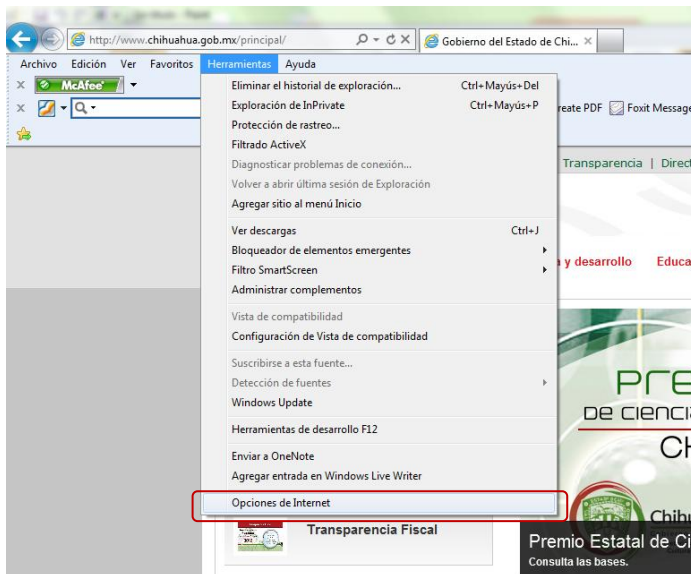 http://www.chihuahua.gob.mx/principal/
Gobierno del Estado de Chi...
Archivo Edición Ver Favoritos Herramientas Ayuda
McAfee
Eliminar el historial de exploración... Ctrl+Mayús+Del
Exploración de InPrivate Ctrl+Mayús+P
reate PDF Foxit Message
Protección de rastreo...
Filtrado ActiveX
Diagnosticar problemas de conexión...
Transparencia | Direct
Volver a abrir última sesión de Exploración
Agregar sitio al menú Inicio
Ver descargas Ctrl+J
Bloqueador de elementos emergentes
y desarrollo Educa
Filtro SmartScreen
Administrar complementos
Vista de compatibilidad
Configuración de Vista de compatibilidad
Suscribirse a esta fuente...
Detección de fuentes
Windows Update
Herramientas de desarrollo F12
Enviar a OneNote
Agregar entrada en Windows Live Writer
Opciones de Internet
Pre
DE CIENCI
CH
Chihu
Transparencia Fiscal
Premio Estatal de Ci
Consulta las bases.